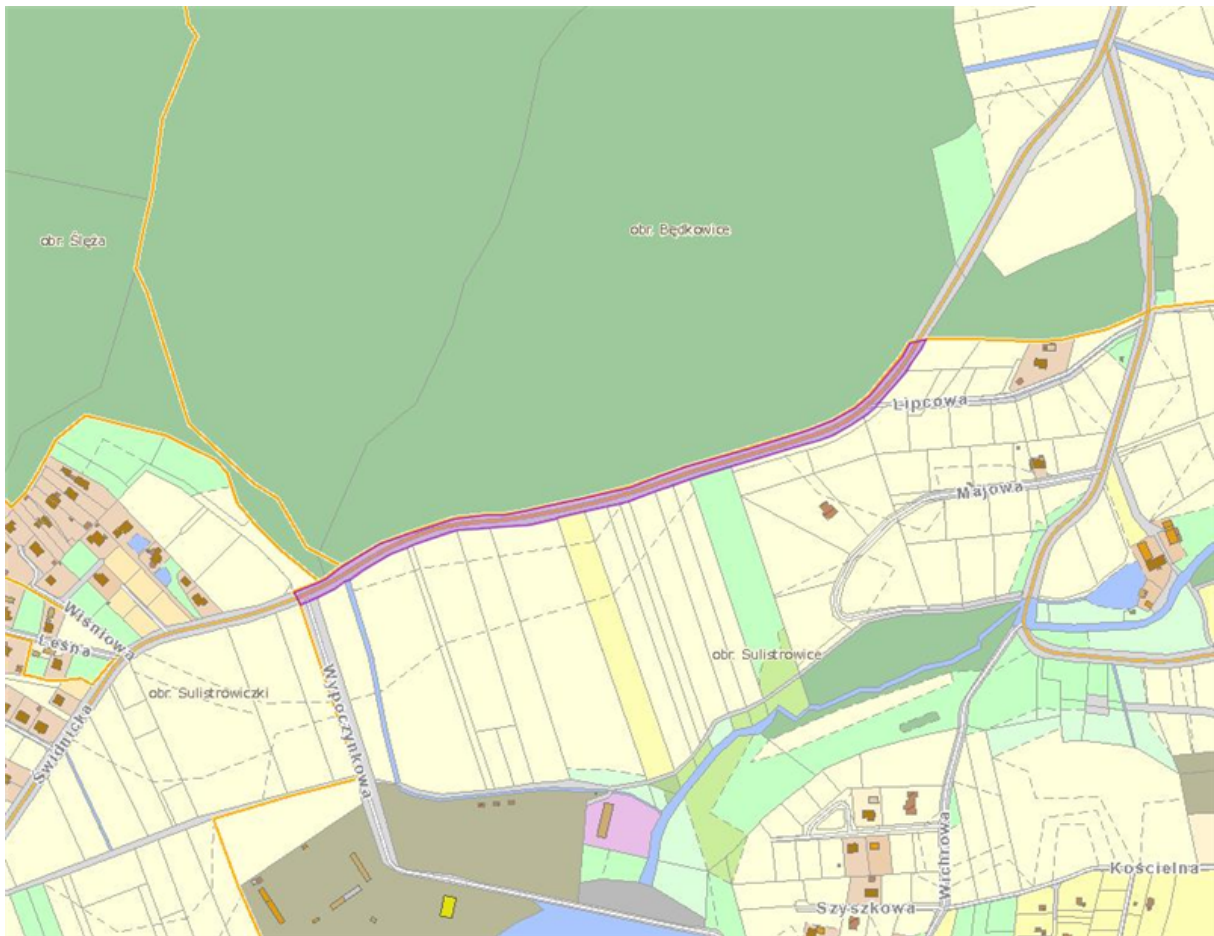 obr. Ślęża
obr. Będkowice
Lipcowa
Majowa
Wiśniowa
Leśna
obr. Sulistrowice
obr. Sulistrowiczki
Wypoczynkowa
Świdnicka
Wichrowa
Kościelna
Szyszkowa